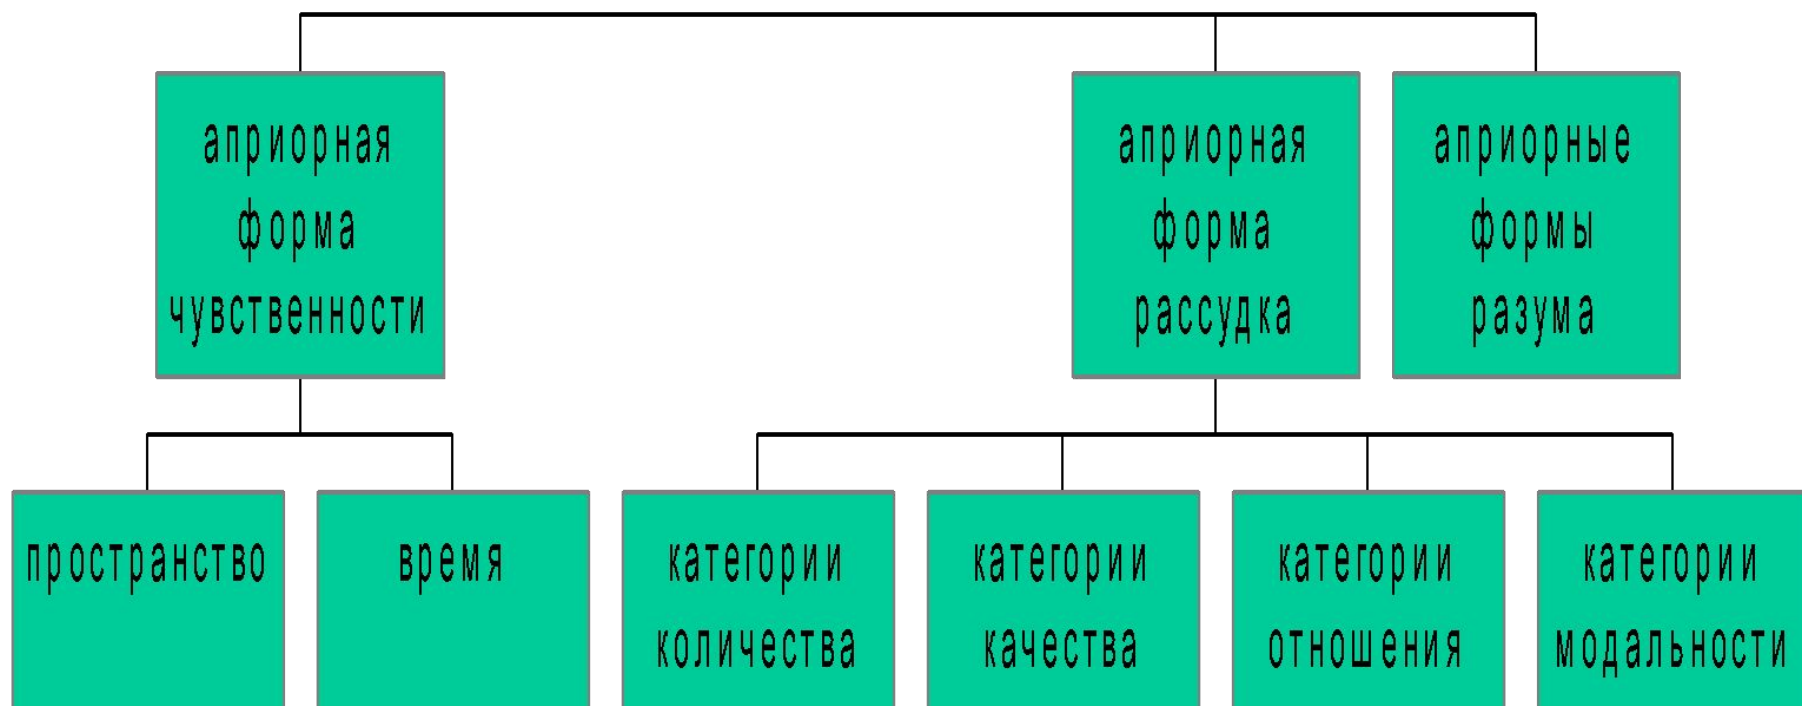 априорная
форма
чувственности
априорная
форма
рассудка
априорные
формы
разума
пространство
время
категории
количества
категории
качества
категории
отношения
категории
модальности